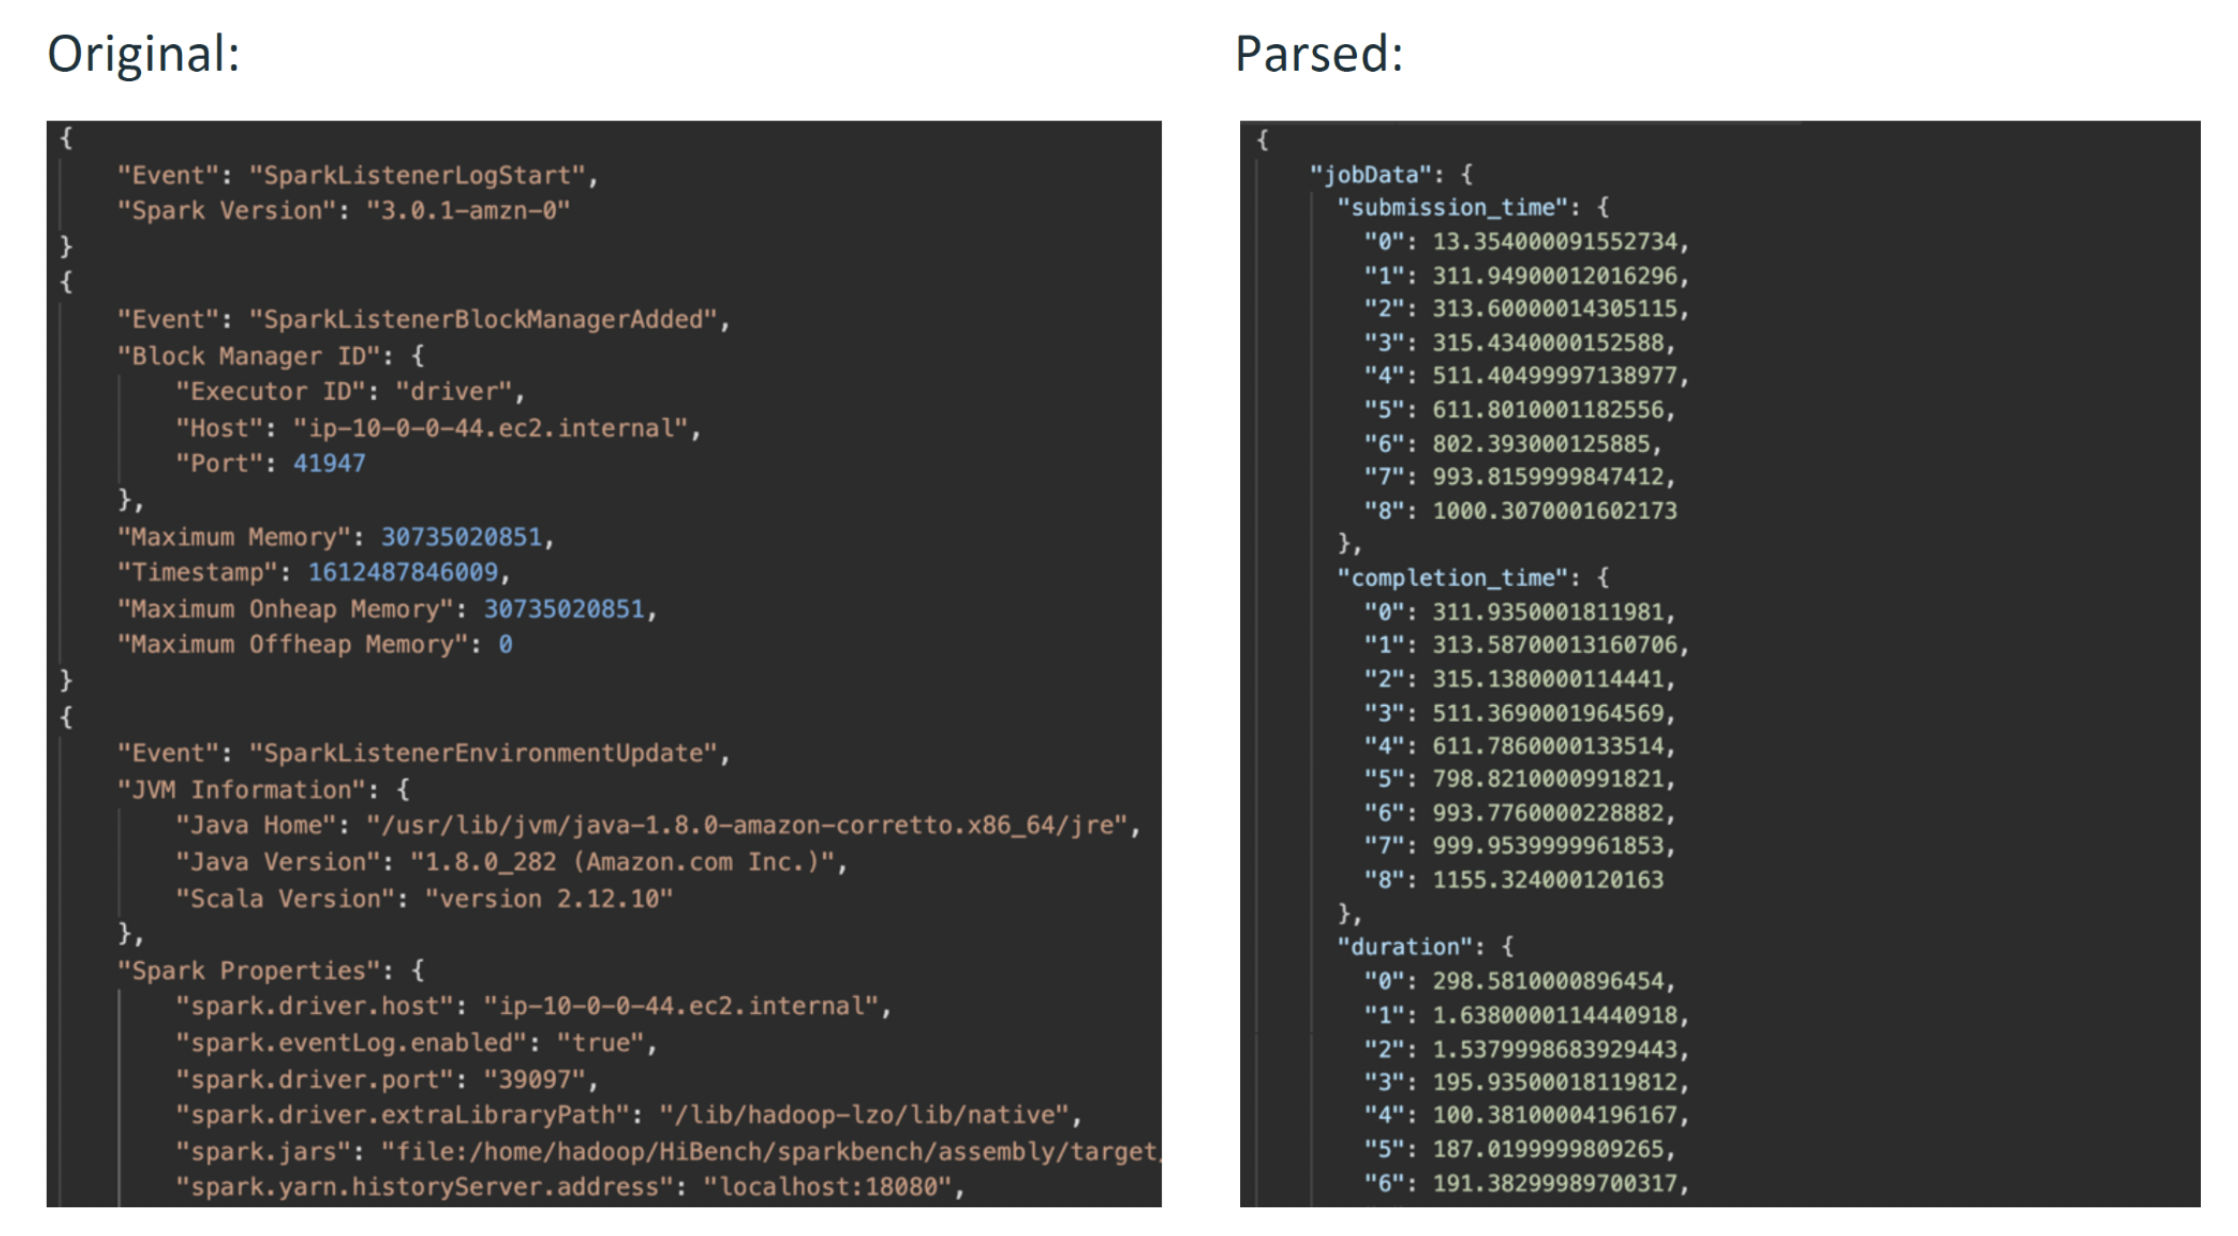 Original:
{
"Event": "SparkListenerLogStart",
"Spark Version": "3.0.1-amzn-0"
}
{
"Event": "SparkListenerBlockManagerAdded",
"Block Manager ID": {
"Executor ID": "driver",
"Host": "ip-10-0-0-44.ec2.internal",
"Port": 41947
},
"Maximum Memory": 30735020851,
"Timestamp": 1612487846009,
"Maximum Onheap Memory": 30735020851,
"Maximum Offheap Memory": 0
}
{
"Event": "SparkListenerEnvironmentUpdate",
"JVM Information": {
"Java Home": "/usr/lib/jvm/java-1.8.0-amazon-corretto.x86_64/jre",
"Java Version": "1.8.0_282 (Amazon.com Inc.)",
"Scala Version": "version 2.12.10"
},
"Spark Properties": {
"spark.driver.host": "ip-10-0-0-44.ec2.internal",
"spark.eventLog.enabled": "true",
"spark.driver.port": "39097",
"spark.driver.extraLibraryPath": "/lib/hadoop-lzo/lib/native",
"spark.jars": "file:/home/hadoop/HiBench/sparkbench/assembly/target/
"spark.yarn.historyServer.address": "localhost:18080",
Parsed:
{
"jobData": {
"submission_time": {
"0": 13.354000091552734,
"1": 311.94900012016296,
"2": 313.60000014305115,
"3": 315.4340000152588,
"4": 511.40499997138977,
"5": 611.8010001182556,
"6": 802.393000125885,
"7": 993.8159999847412,
"8": 1000.3070001602173
},
"completion_time": {
"0": 311.9350001811981,
"1": 313.58700013160706,
"2": 315.1380000114441,
"3": 511.3690001964569,
"4": 611.7860000133514,
"5": 798.8210000991821,
"6": 993.7760000228882,
"7": 999.9539999961853,
"8": 1155.324000120163
},
"duration": {
"0": 298.5810000896454,
"1": 1.6380000114440918,
"2": 1.5379998683929443,
"3": 195.93500018119812,
"4": 100.38100004196167,
"5": 187.0199999809265,
"6": 191.38299989700317,